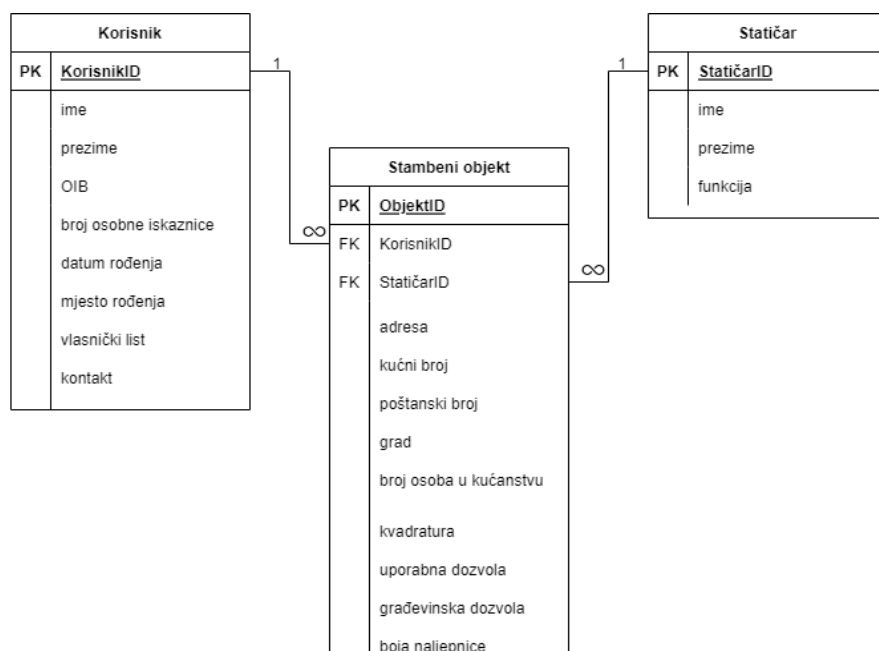 Korisnik
PK KorisnikID
ime
prezime
OIB
broj osobne iskaznice
datum rođenja
mjesto rođenja
vlasnički list
kontakt
1
∞
Stambeni objekt
PK ObjektID
FK KorisnikID
FK StatičarID
adresa
kućni broj
poštanski broj
grad
broj osoba u kućanstvu
kvadratura
uporabna dozvola
građevinska dozvola
boja naljepnice
1
∞
Statičar
PK StatičarID
ime
prezime
funkcija